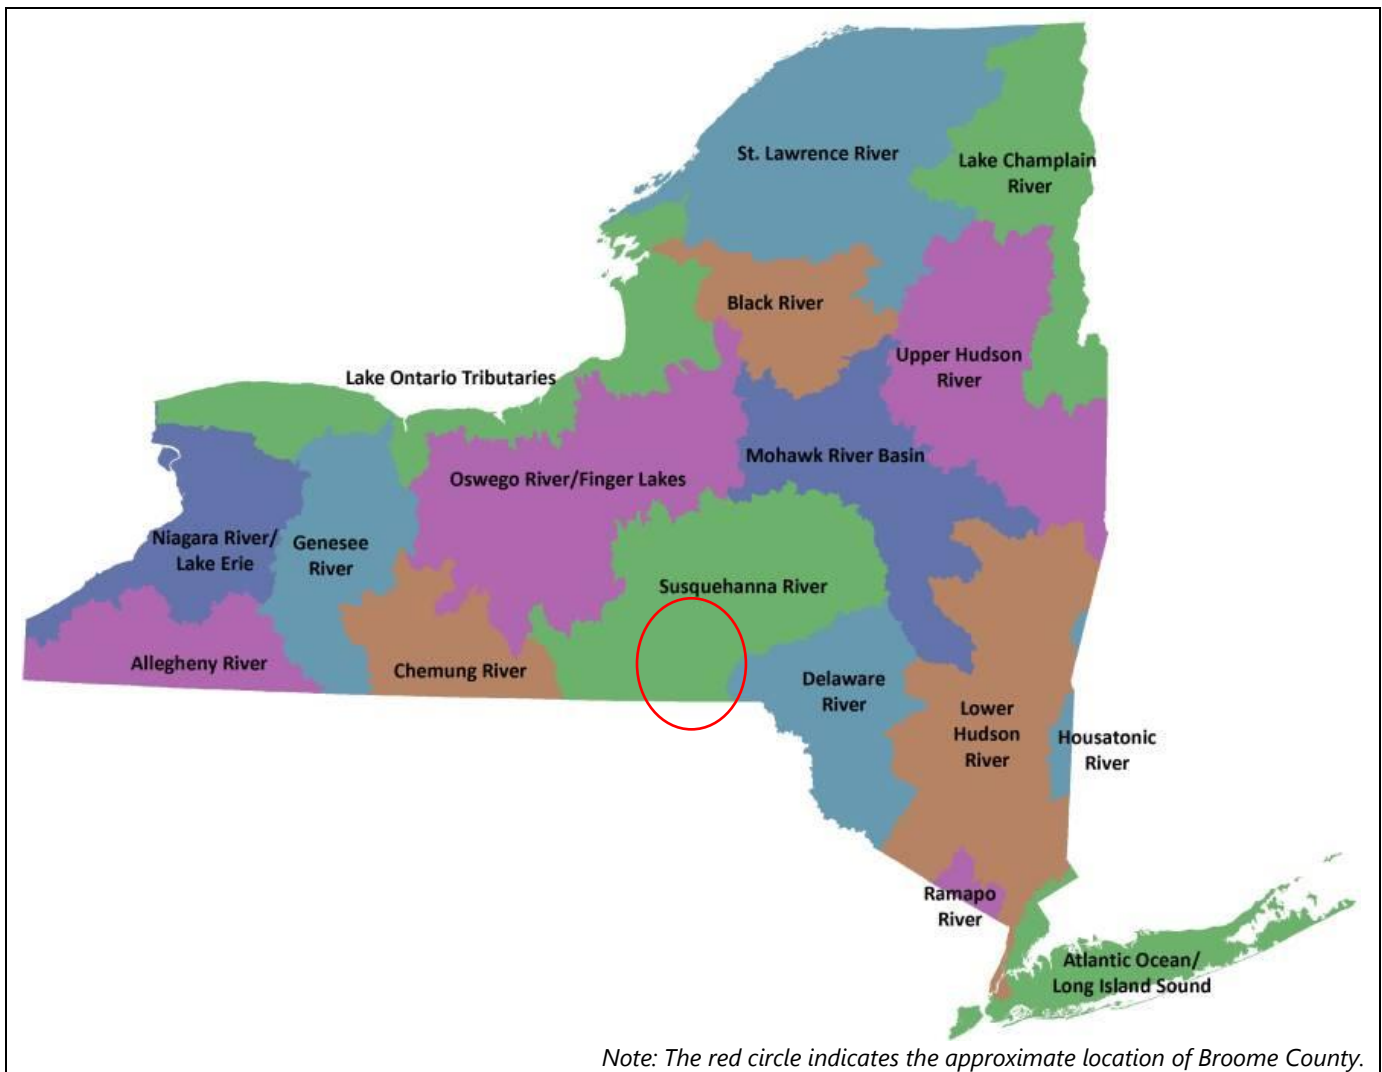 St. Lawrence River
Lake Champlain
River
Black River
Upper Hudson
River
Lake Ontario Tributaries
Mohawk River Basin
Oswego River/Finger Lakes
Niagara River/
Lake Erie
Genesee
River
Susquehanna River
Allegheny River
Chemung River
Delaware
River
Lower
Hudson
River
Housatonic
River
Ramapo
River
Atlantic Ocean/
Long Island Sound
Note: The red circle indicates the approximate location of Broome County.